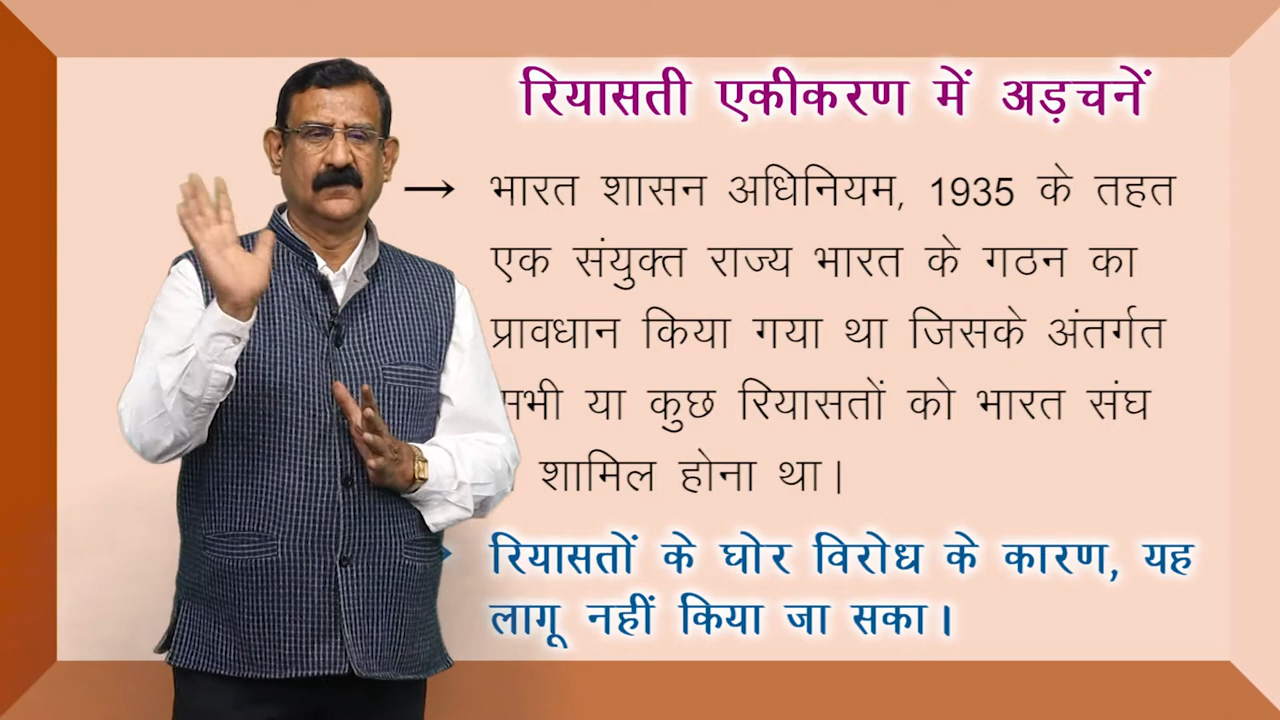 रियासती एकीकरण में अड़चनें
→ भारत शासन अधिनियम, 1935 के तहत
एक संयुक्त राज्य भारत के गठन का
प्रावधान किया गया था जिसके अंतर्गत
सभी या कुछ रियासतों को भारत संघ
शामिल होना था।
रियासतों के घोर विरोध के कारण, यह
लागू नहीं किया जा सका।